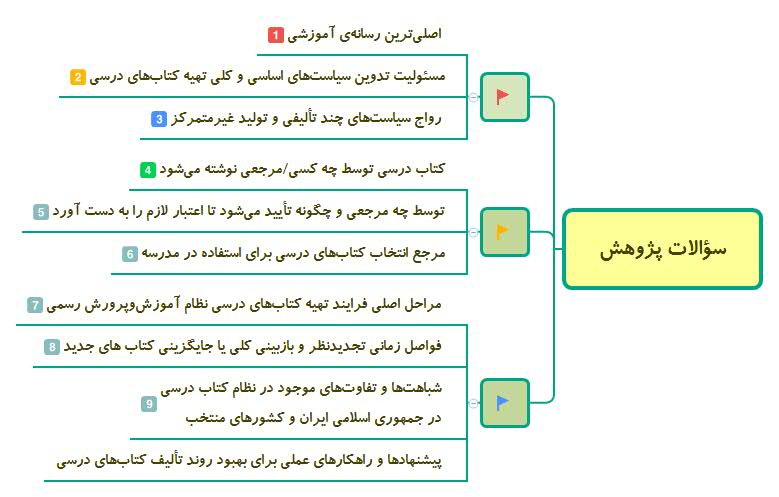 سؤالات پژوهش
اصلی‌ترین رسانه‌ی آموزشی 1
مسئولیت تدوین سیاست‌های اساسی و کلی تهیه کتاب‌های درسی 2
رواج سیاست‌های چند تألیفی و تولید غیرمتمرکز 3
کتاب درسی توسط چه کسی/مرجعی نوشته می‌شود 4
توسط چه مرجعی و چگونه تأیید می‌شود تا اعتبار لازم را به دست آورد 5
مرجع انتخاب کتاب‌های درسی برای استفاده در مدرسه 6
مراحل اصلی فرایند تهیه کتاب‌های درسی نظام آموزش‌وپرورش رسمی 7
فواصل زمانی تجدیدنظر و بازبینی کلی یا جایگزینی کتاب های جدید 8
شباهت‌ها و تفاوت‌های موجود در نظام کتاب درسی 9
در جمهوری اسلامی ایران و کشورهای منتخب
پیشنهادها و راهکارهای عملی برای بهبود روند تألیف کتاب‌های درسی